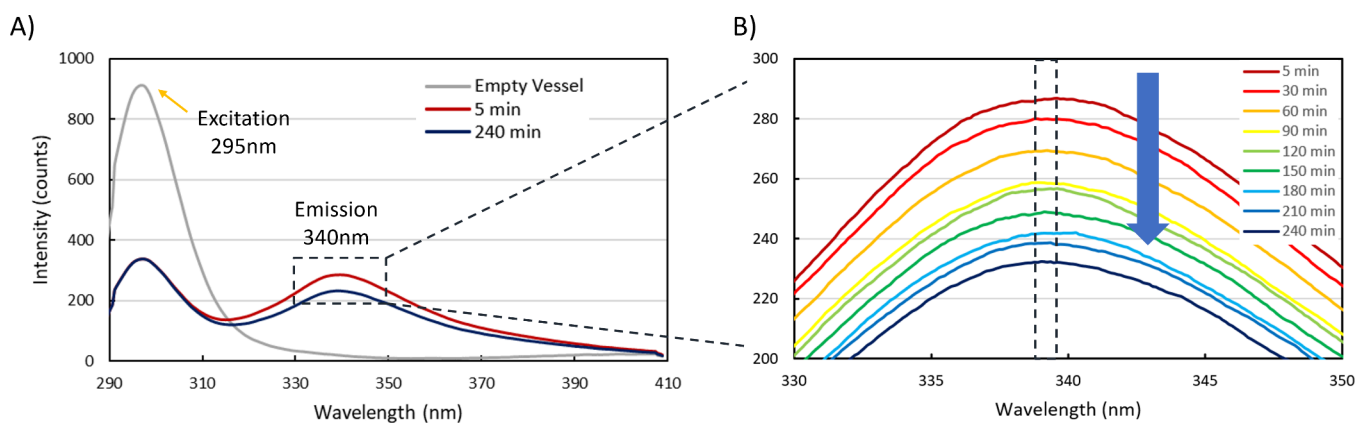 A)
1000
800
600
400
200
0
Intensity (counts)
290
310
330
350
370
390
410
Wavelength (nm)
Excitation
295nm
Empty Vessel
5 min
240 min
Emission
340nm
B)
300
280
260
240
220
200
330
335
340
345
350
Wavelength (nm)
5 min
30 min
60 min
90 min
120 min
150 min
180 min
210 min
240 min